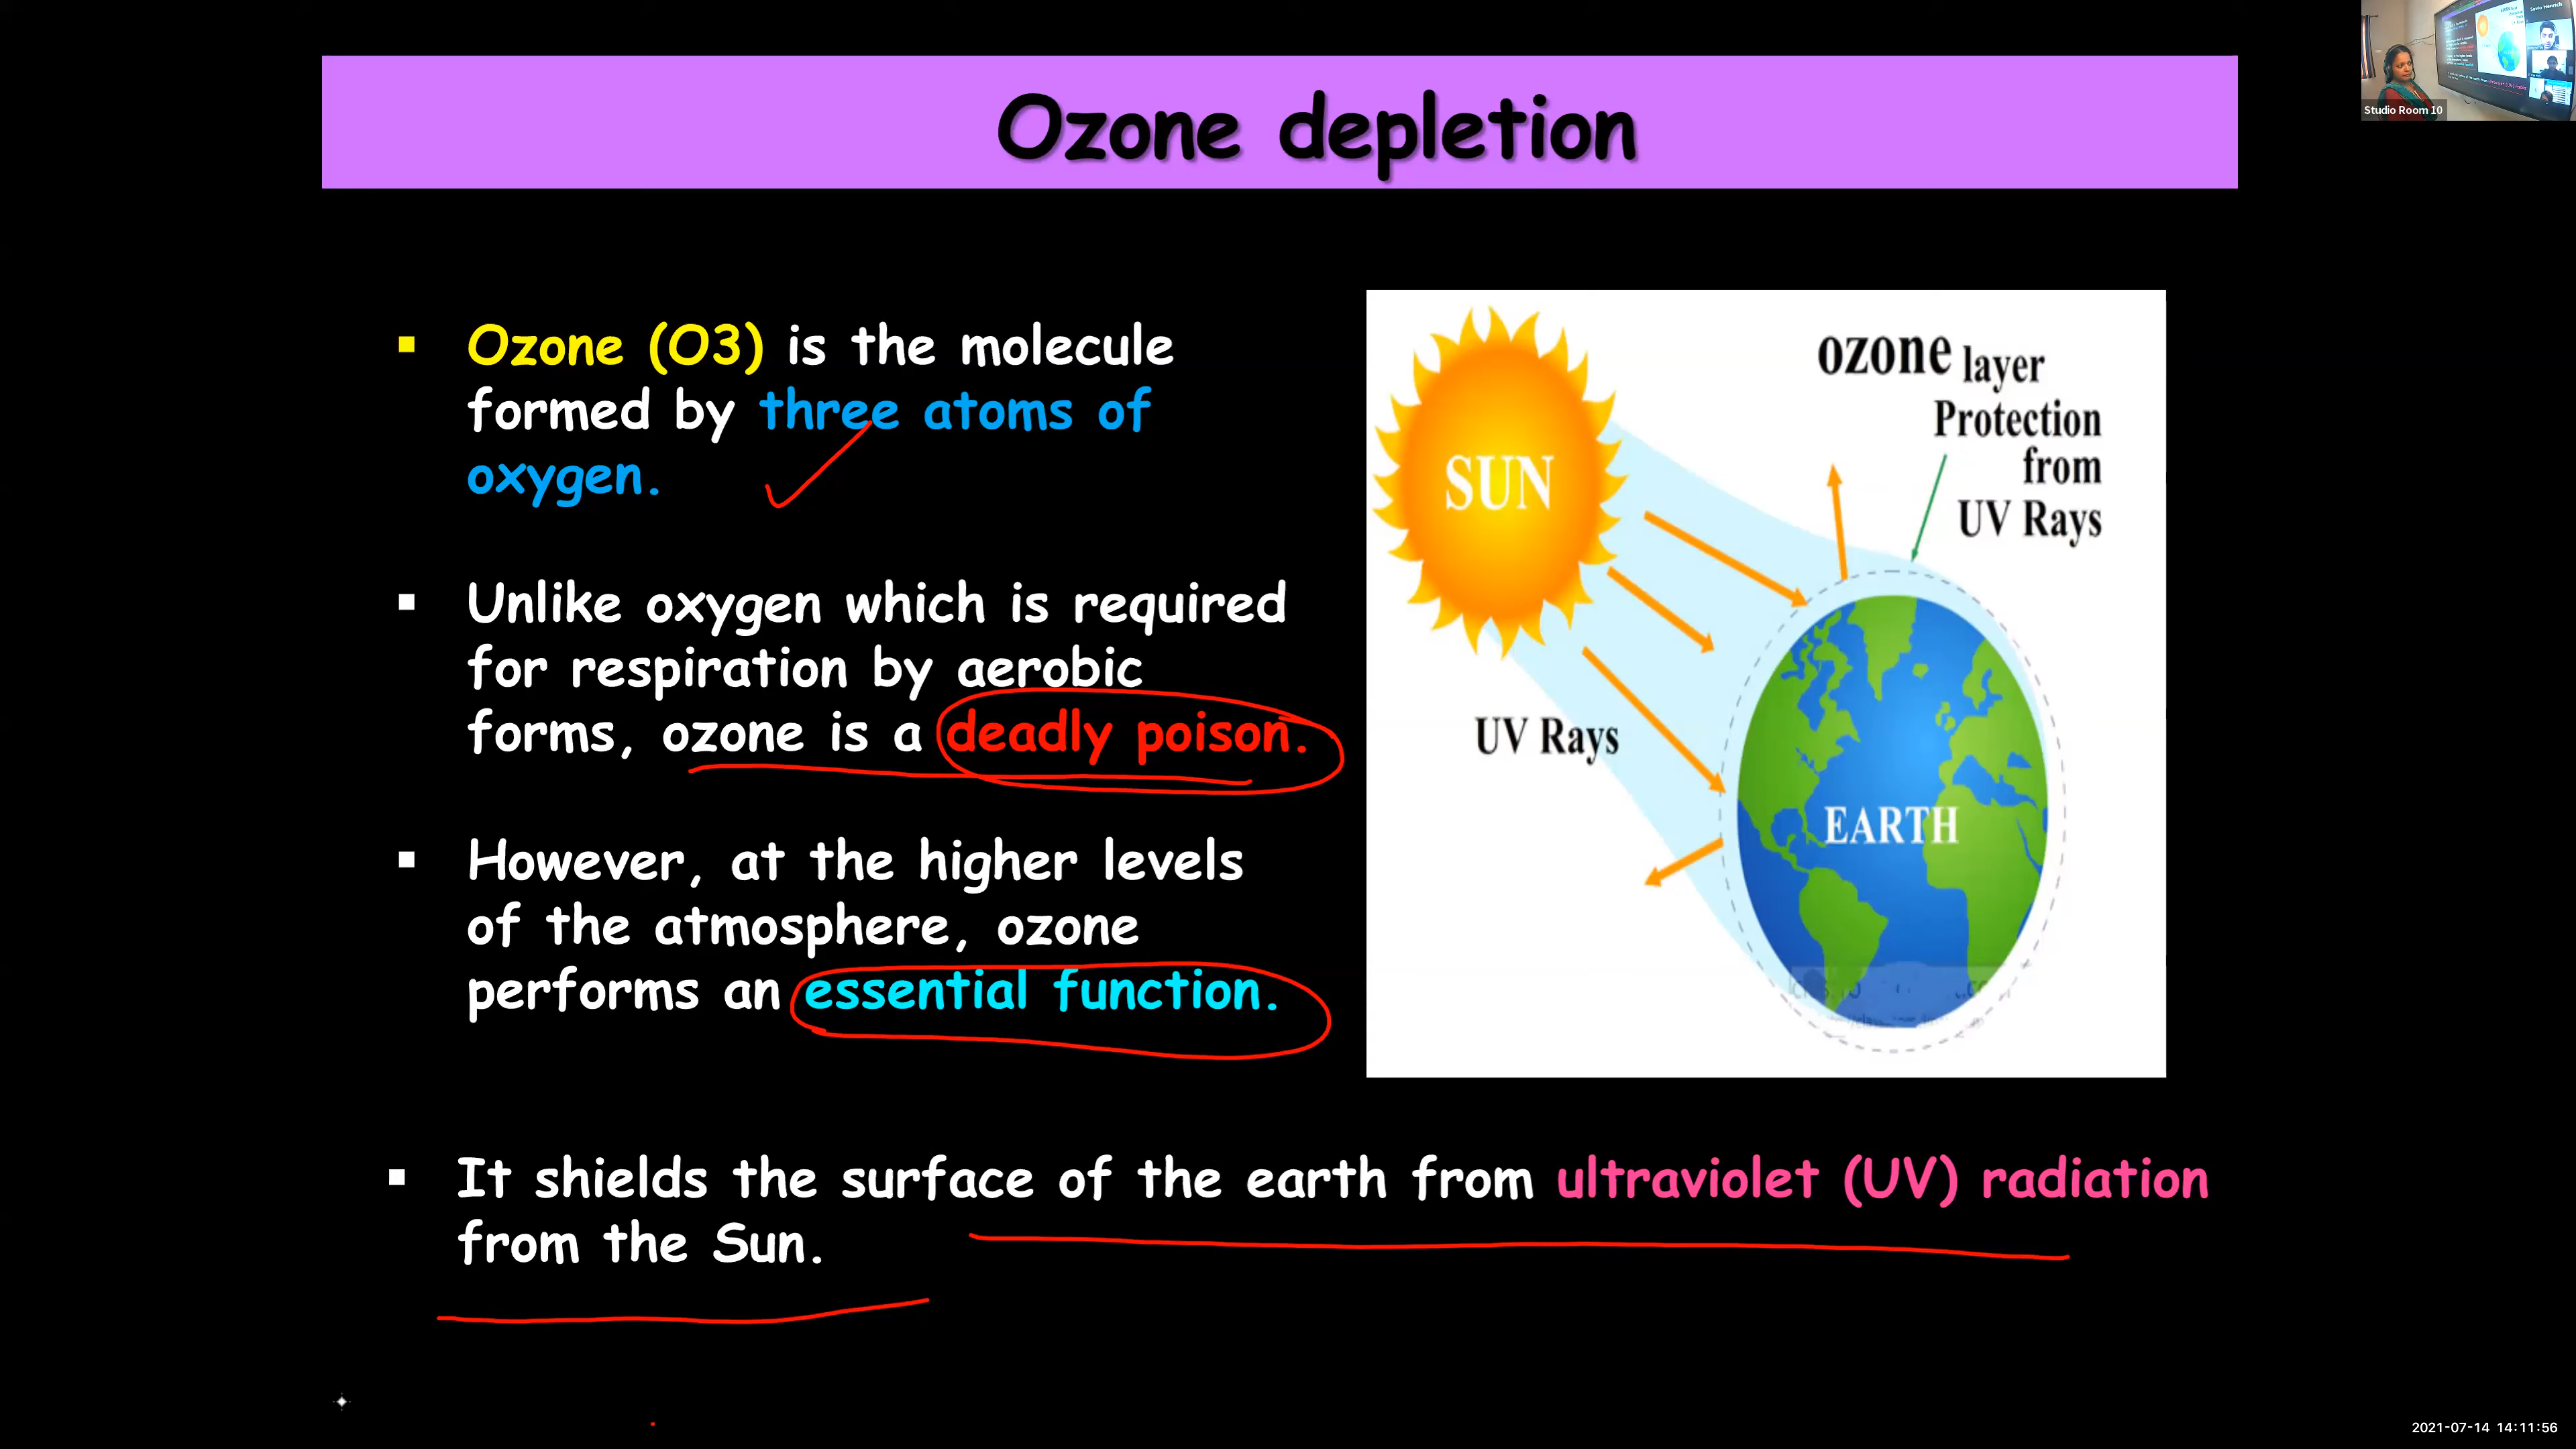 Ozone depletion
Studio Room 10
▪ Ozone (O3) is the molecule
formed by three atoms of
oxygen.
▪ Unlike oxygen which is required
for respiration by aerobic
forms, ozone is a deadly poison.
▪ However, at the higher levels
of the atmosphere, ozone
performs an essential function.
SUN
ozone layer
Protection
from
UV Rays
UV Rays
EARTH
▪ It shields the surface of the earth from ultraviolet (UV) radiation
from the Sun.
2021-07-14 14:11:56